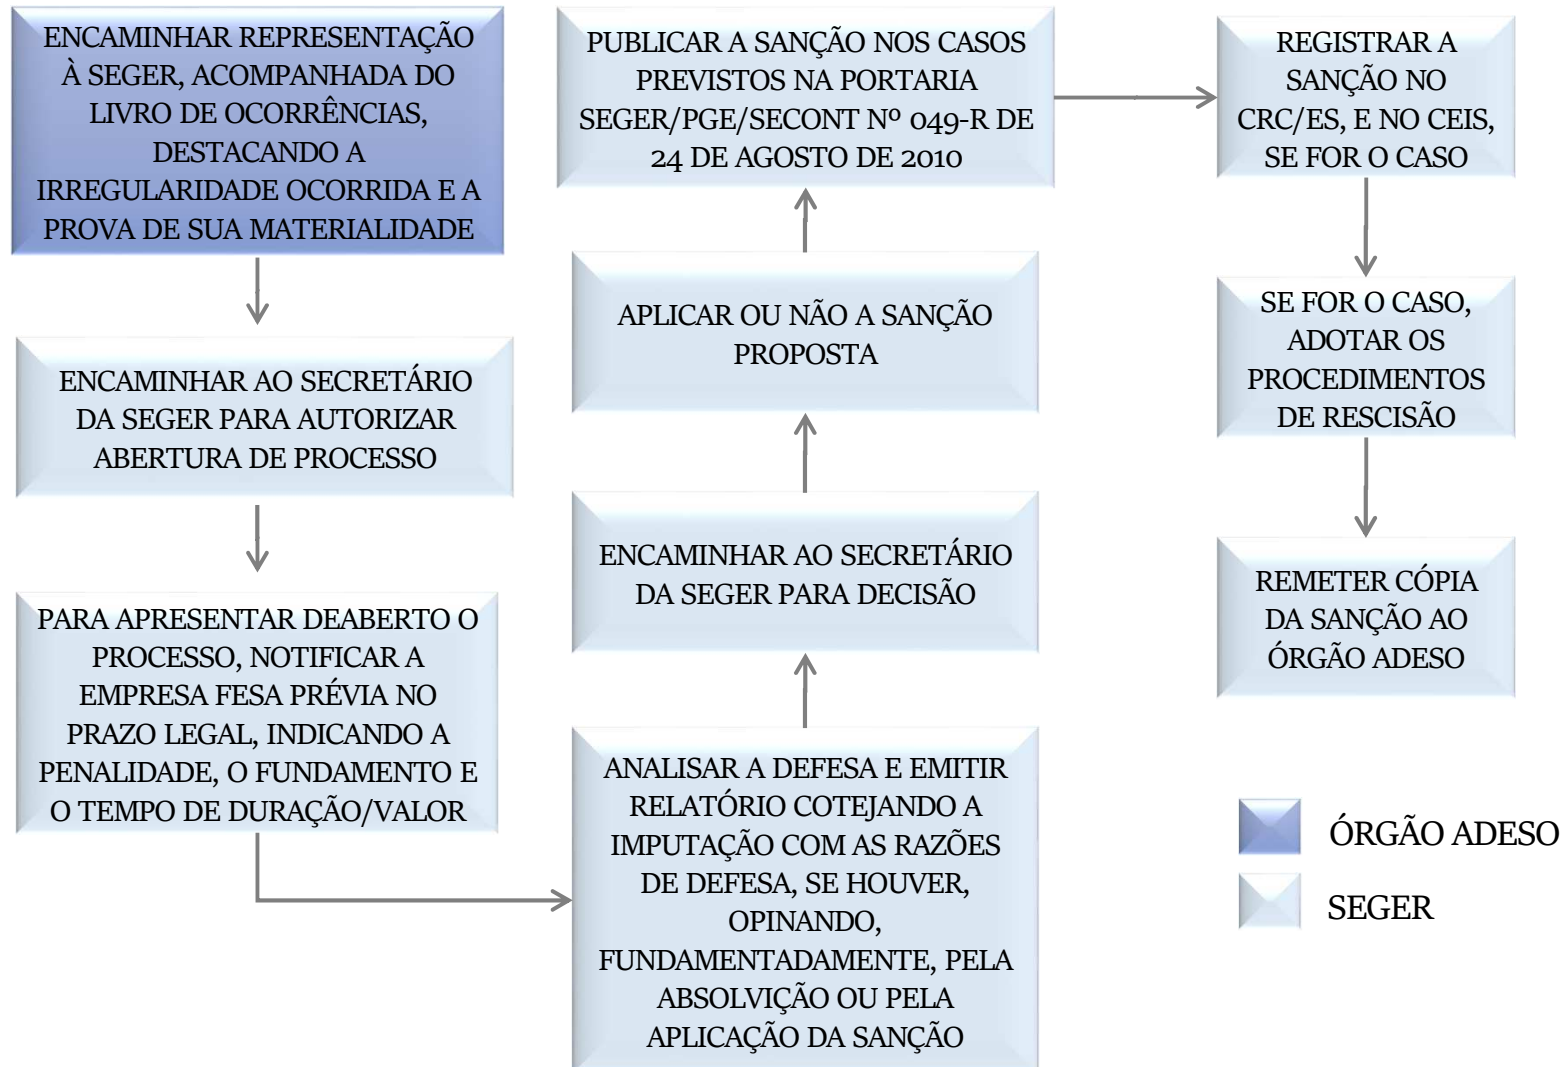 ENCAMINHAR REPRESENTAÇÃO
À SEGER, ACOMPANHADA DO
LIVRO DE OCORRÊNCIAS,
DESTACANDO A
IRREGULARIDADE OCORRIDA E A
PROVA DE SUA MATERIALIDADE
ENCAMINHAR AO SECRETÁRIO
DA SEGER PARA AUTORIZAR
ABERTURA DE PROCESSO
PARA APRESENTAR DEABERTO O
PROCESSO, NOTIFICAR A
EMPRESA FESA PRÉVIA NO
PRAZO LEGAL, INDICANDO A
PENALIDADE, O FUNDAMENTO E
O TEMPO DE DURAÇÃO/VALOR
ANALISAR A DEFESA E EMITIR
RELATÓRIO COTEJANDO A
IMPUTAÇÃO COM AS RAZÕES
DE DEFESA, SE HOUVER,
OPINANDO,
FUNDAMENTADAMENTE, PELA
ABSOLVIÇÃO OU PELA
APLICAÇÃO DA SANÇÃO
ENCAMINHAR AO SECRETÁRIO
DA SEGER PARA DECISÃO
APLICAR OU NÃO A SANÇÃO
PROPOSTA
PUBLICAR A SANÇÃO NOS CASOS
PREVISTOS NA PORTARIA
SEGER/PGE/SECONT Nº 049-R DE
24 DE AGOSTO DE 2010
REGISTRAR A
SANÇÃO NO
CRC/ES, E NO CEIS,
SE FOR O CASO
SE FOR O CASO,
ADOTAR OS
PROCEDIMENTOS
DE RESCISÃO
REMETER CÓPIA
DA SANÇÃO AO
ÓRGÃO ADESO
ÓRGÃO ADESO
SEGER